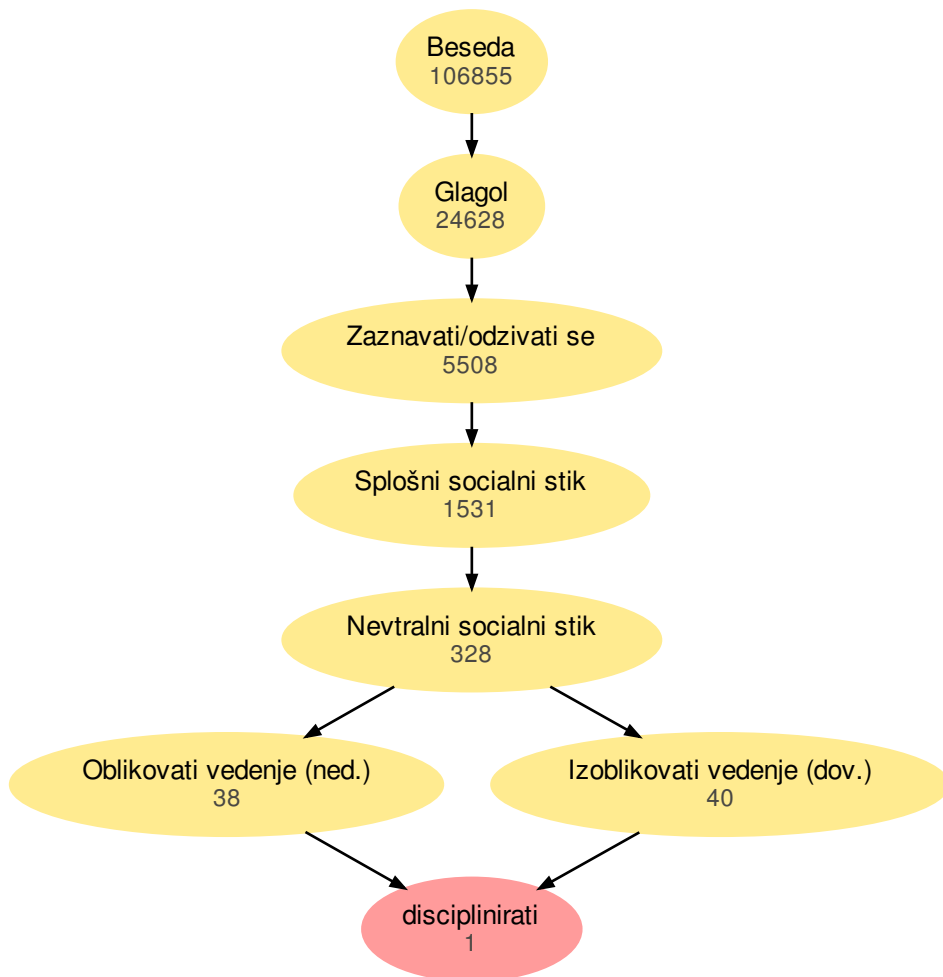 Beseda
106855
Glagol
24628
Zaznavati/odzivati se
5508
Splošni socialni stik
1531
Nevtralni socialni stik
328
Oblikovati vedenje (ned.)
38
Izoblikovati vedenje (dov.)
40
disciplinirati
1